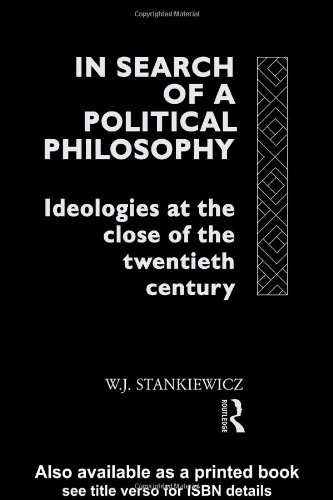 IN SEARCH
OF A
POLITICAL
PHILOSOPHY
Ideologies at the
close of the
twentieth
century
W.J. STANKIEWICZ
ROUTLEDGE
Also available as a printed book
see title verso for ISBN details